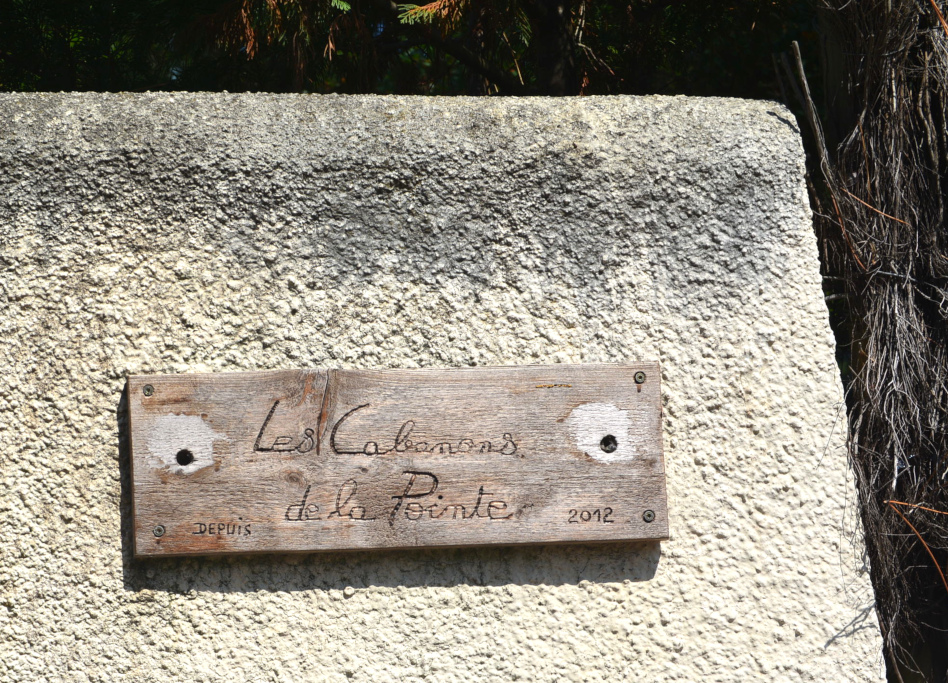 Les Cabanons
de la Pointe
DEPUIS 2012